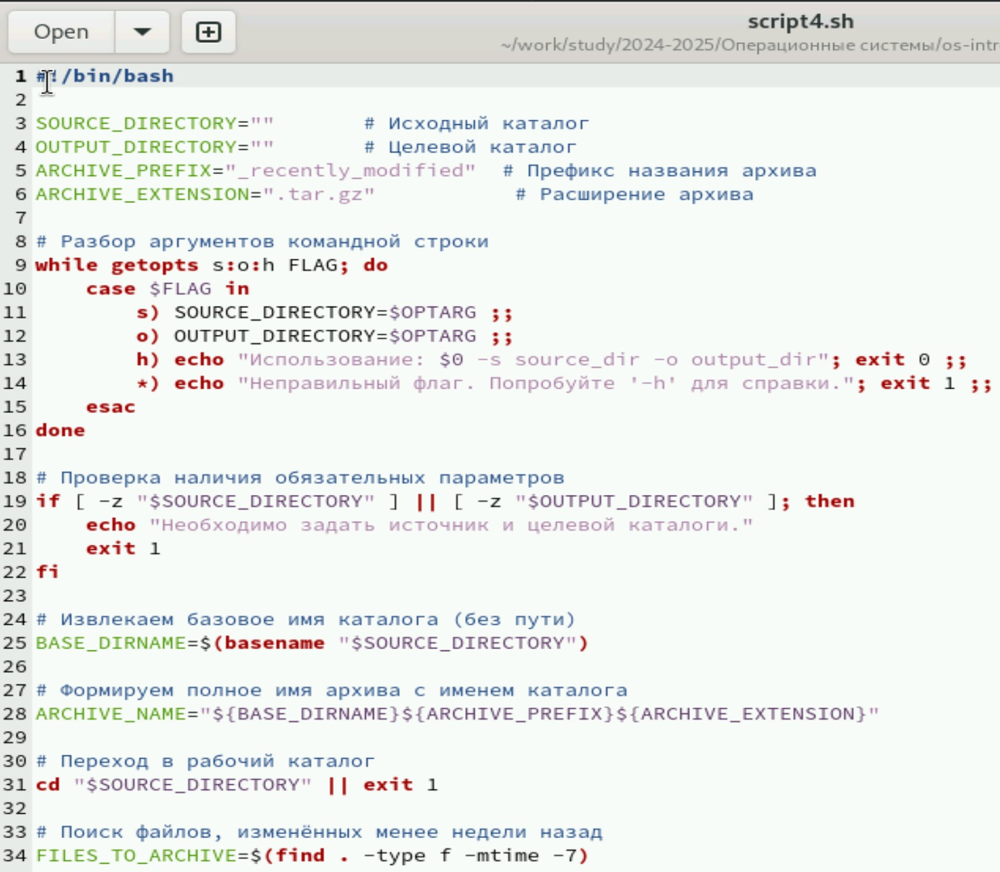 Open
script4.sh
~/work/study/2024-2025/Операционные системы/os-intr
1 #!/bin/bash
2
3 SOURCE_DIRECTORY="" # Исходный каталог
4 OUTPUT_DIRECTORY="" # Целевой каталог
5 ARCHIVE_PREFIX="_recently_modified" # Префикс названия архива
6 ARCHIVE_EXTENSION=".tar.gz" # Расширение архива
7
8 # Разбор аргументов командной строки
9 while getopts s:o:h FLAG; do
10 case $FLAG in
11 s) SOURCE_DIRECTORY=$OPTARG ;;
12 o) OUTPUT_DIRECTORY=$OPTARG ;;
13 h) echo "Использование: $0 -s source_dir -o output_dir"; exit 0 ;;
14 *) echo "Неправильный флаг. Попробуйте '-h' для справки."; exit 1 ;;
15 esac
16 done
17
18 # Проверка наличия обязательных параметров
19 if [ -z "$SOURCE_DIRECTORY" ] || [ -z "$OUTPUT_DIRECTORY" ]; then
20 echo "Необходимо задать источник и целевой каталоги."
21 exit 1
22 fi
23
24 # Извлекаем базовое имя каталога (без пути)
25 BASE_DIRNAME=$(basename "$SOURCE_DIRECTORY")
26
27 # Формируем полное имя архива с именем каталога
28 ARCHIVE_NAME="${BASE_DIRNAME}${ARCHIVE_PREFIX}${ARCHIVE_EXTENSION}"
29
30 # Переход в рабочий каталог
31 cd "$SOURCE_DIRECTORY" || exit 1
32
33 # Поиск файлов, изменённых менее недели назад
34 FILES_TO_ARCHIVE=$(find . -type f -mtime -7)